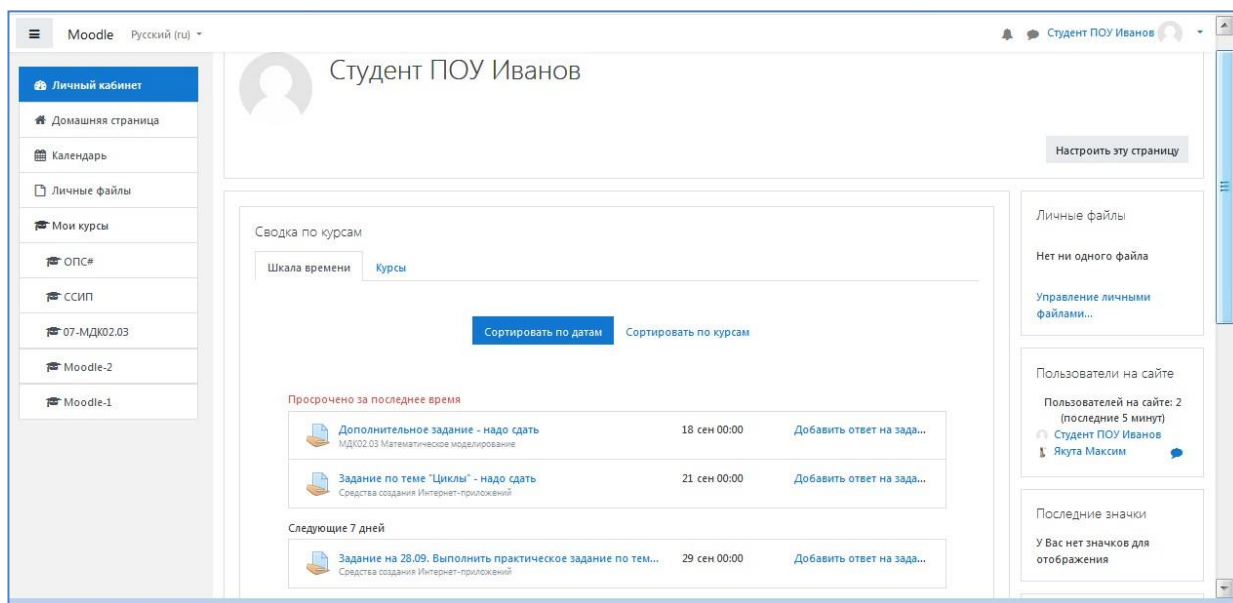 Moodle Русский (ru)
Студент ПОУ Иванов
Личный кабинет
Домашняя страница
Календарь
Личные файлы
Мои курсы
ОПС#
ССИП
07-МДК02.03
Moodle-2
Moodle-1
Студент ПОУ Иванов
Настроить эту страницу
Сводка по курсам
Шкала времени Курсы
Сортировать по датам Сортировать по курсам
Просрочено за последнее время
Дополнительное задание - надо сдать 18 сен 00:00 Добавить ответ на зада...
МДК02.03 Математическое моделирование
Задание по теме "Циклы" - надо сдать 21 сен 00:00 Добавить ответ на зада...
Средства создания Интернет-приложений
Следующие 7 дней
Задание на 28.09. Выполнить практическое задание по тем... 29 сен 00:00 Добавить ответ на зада...
Средства создания Интернет-приложений
Личные файлы
Нет ни одного файла
Управление личными
файлами...
Пользователи на сайте
Пользователей на сайте: 2
(последние 5 минут)
Студент ПОУ Иванов
Якута Максим
Последние значки
У Вас нет значков для
отображения